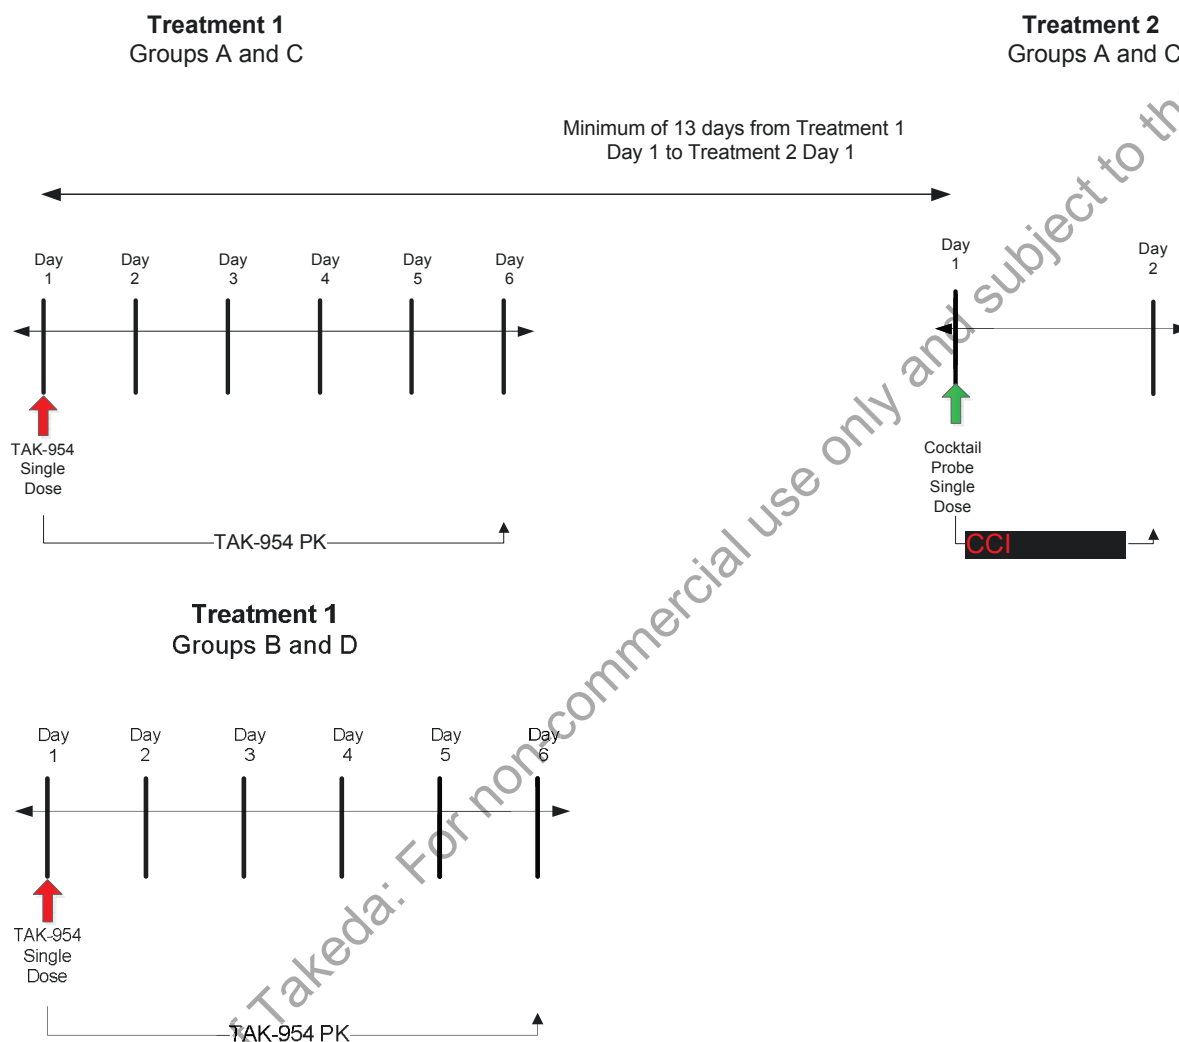 Treatment 1
Groups A and C
Treatment 2
Groups A and C
Minimum of 13 days from Treatment 1
Day 1 to Treatment 2 Day 1
Day
1
Day
2
Day
3
Day
4
Day
5
Day
6
Day
1
Day
2
TAK-954
Single
Dose
TAK-954 PK
Cocktail
Probe
Single
Dose
CCI
Treatment 1
Groups B and D
Day
1
Day
2
Day
3
Day
4
Day
5
Day
6
TAK-954
Single
Dose
TAK-954 PK
Takeda: For non-commercial use only and subject to